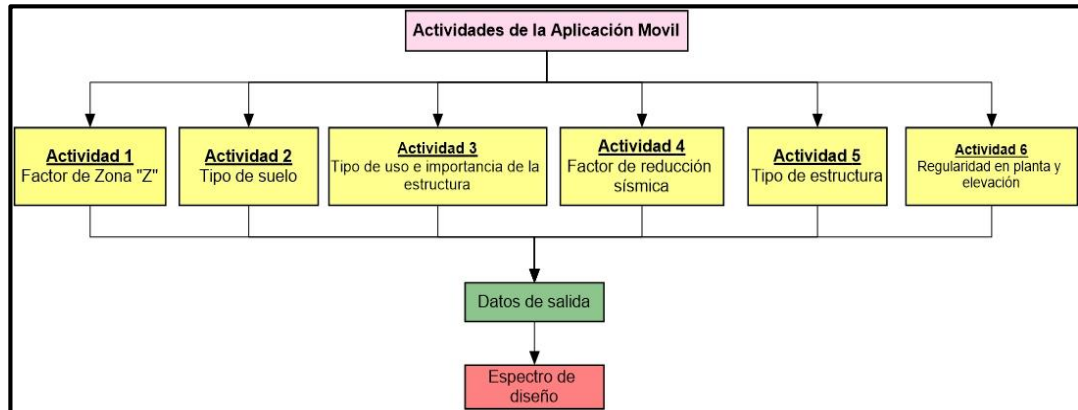 Actividades de la Aplicación Movil
Actividad 1
Factor de Zona "Z"
Actividad 2
Tipo de suelo
Actividad 3
Tipo de uso e importancia de la
estructura
Actividad 4
Factor de reducción
sísmica
Actividad 5
Tipo de estructura
Actividad 6
Regularidad en planta y
elevación
Datos de salida
Espectro de
diseño